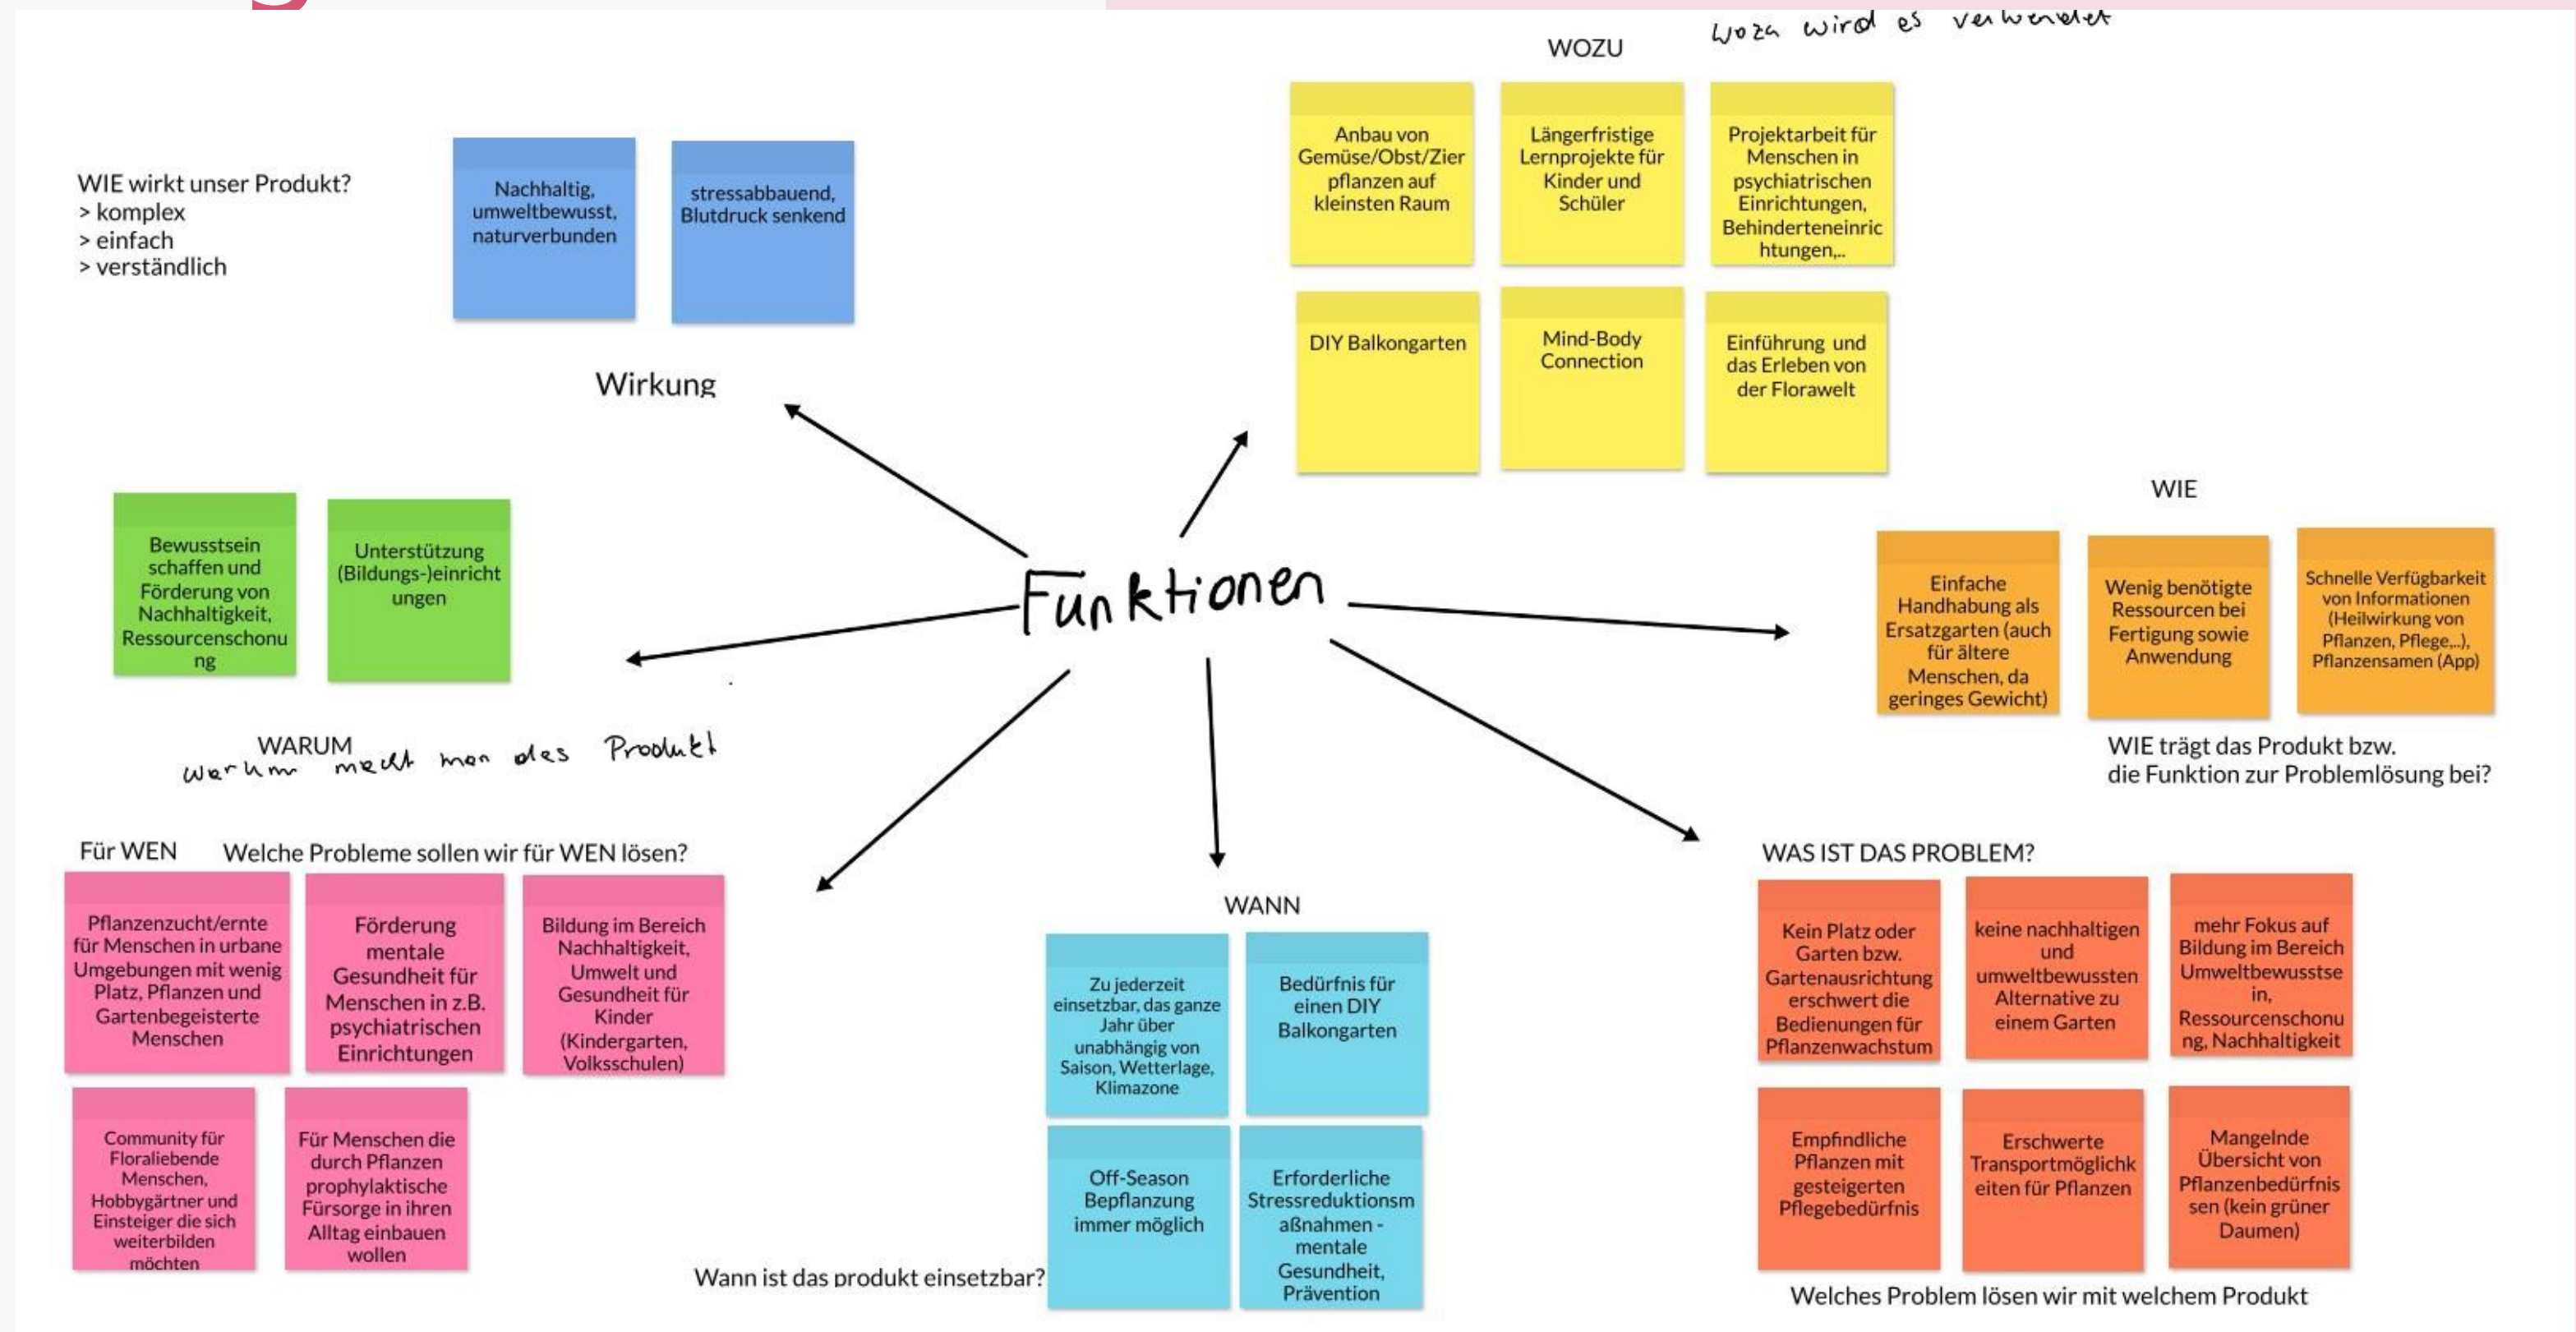 WOZU
Woza wird es verwendet
Anbau von
Gemüse/Obst/Zier
pflanzen auf
kleinsten Raum
Längerfristige
Lernprojekte für
Kinder und
Schüler
Projektarbeit für
Menschen in
psychiatrischen
Einrichtungen,
Behinderteneinric
htungen,..
DIY Balkongarten
Mind-Body
Connection
Einführung und
das Erleben von
der Florawelt
WIE wirkt unser Produkt?
> komplex
> einfach
> verständlich
Nachhaltig,
umweltbewusst,
naturverbunden
stressabbauend,
Blutdruck senkend
Wirkung
Bewusstsein
schaffen und
Förderung von
Nachhaltigkeit,
Ressourcenschonu
ng
Unterstützung
(Bildungs-)einricht
ungen
WARUM
warum macht man das Produkt
Funktionen
WIE
Einfache
Handhabung als
Ersatzgarten (auch
für ältere
Menschen, da
geringes Gewicht)
Wenig benötigte
Ressourcen bei
Fertigung sowie
Anwendung
Schnelle Verfügbarkeit
von Informationen
(Heilwirkung von
Pflanzen, Pflege,..),
Pflanzensamen (App)
WIE trägt das Produkt bzw.
die Funktion zur Problemlösung bei?
Für WEN
Welche Probleme sollen wir für WEN lösen?
Pflanzenzucht/ernte
für Menschen in urbane
Umgebungen mit wenig
Platz, Pflanzen und
Gartenbegeisterte
Menschen
Förderung
mentale
Gesundheit für
Menschen in z.B.
psychiatrischen
Einrichtungen
Bildung im Bereich
Nachhaltigkeit,
Umwelt und
Gesundheit für
Kinder
(Kindergarten,
Volksschulen)
Community für
Floraliebende
Menschen,
Hobbygärtner und
Einsteiger die sich
weiterbilden
möchten
Für Menschen die
durch Pflanzen
prophylaktische
Fürsorge in ihren
Alltag einbauen
wollen
WANN
Zu jederzeit
einsetzbar, das ganze
Jahr über
unabhängig von
Saison, Wetterlage,
Klimazone
Bedürfnis für
einen DIY
Balkongarten
Off-Season
Bepflanzung
immer möglich
Erforderliche
Stressreduktionsm
aßnahmen -
mentale
Gesundheit,
Prävention
Wann ist das produkt einsetzbar?
WAS IST DAS PROBLEM?
Kein Platz oder
Garten bzw.
Gartenausrichtung
erschwert die
Bedienungen für
Pflanzenwachstum
keine nachhaltigen
und
umweltbewussten
Alternative zu
einem Garten
mehr Fokus auf
Bildung im Bereich
Umweltbewusstse
in,
Ressourcenschonu
ng, Nachhaltigkeit
Empfindliche
Pflanzen mit
gesteigerten
Pflegebedürfnis
Erschwerte
Transportmöglichk
eiten für Pflanzen
Mangelnde
Übersicht von
Pflanzenbedürfnis
sen (kein grüner
Daumen)
Welches Problem lösen wir mit welchem Produkt